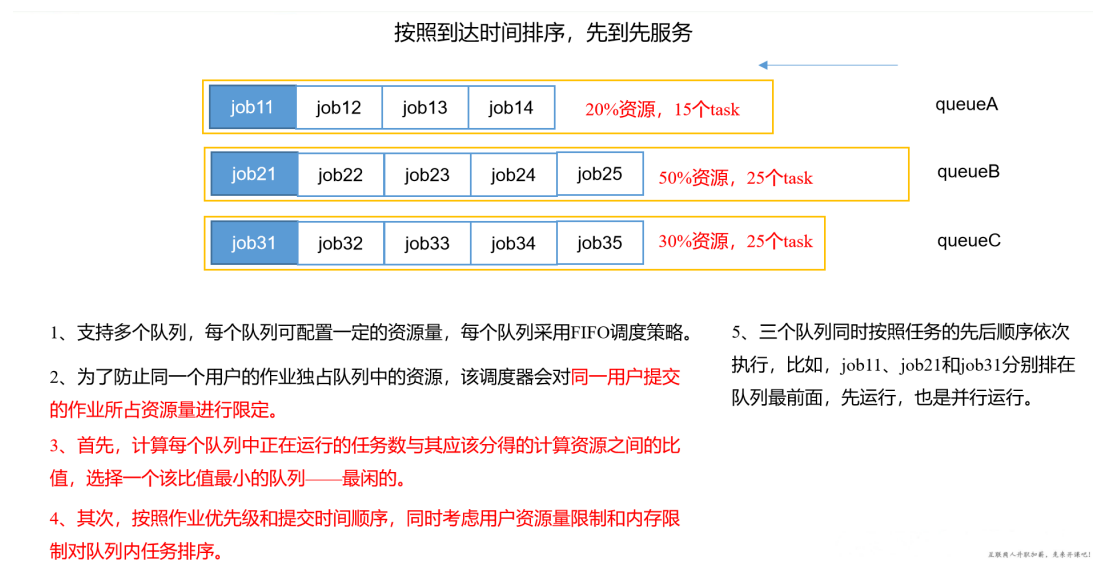 按照到达时间排序，先到先服务
job11 job12 job13 job14 20%资源，15个task queueA
job21 job22 job23 job24 job25 50%资源，25个task queueB
job31 job32 job33 job34 job35 30%资源，25个task queueC
1、支持多个队列，每个队列可配置一定的资源量，每个队列采用FIFO调度策略。
2、为了防止同一个用户的作业独占队列中的资源，该调度器会对同一用户提交
的作业所占资源量进行限定。
3、首先，计算每个队列中正在运行的任务数与其应该分得的计算资源之间的比
值，选择一个该比值最小的队列——最闲的。
4、其次，按照作业优先级和提交时间顺序，同时考虑用户资源量限制和内存限
制对队列内任务排序。
5、三个队列同时按照任务的先后顺序依次
执行，比如，job11、job21和job31分别排在
队列最前面，先运行，也是并行运行。
互联网人升职加薪，来来开课吧！